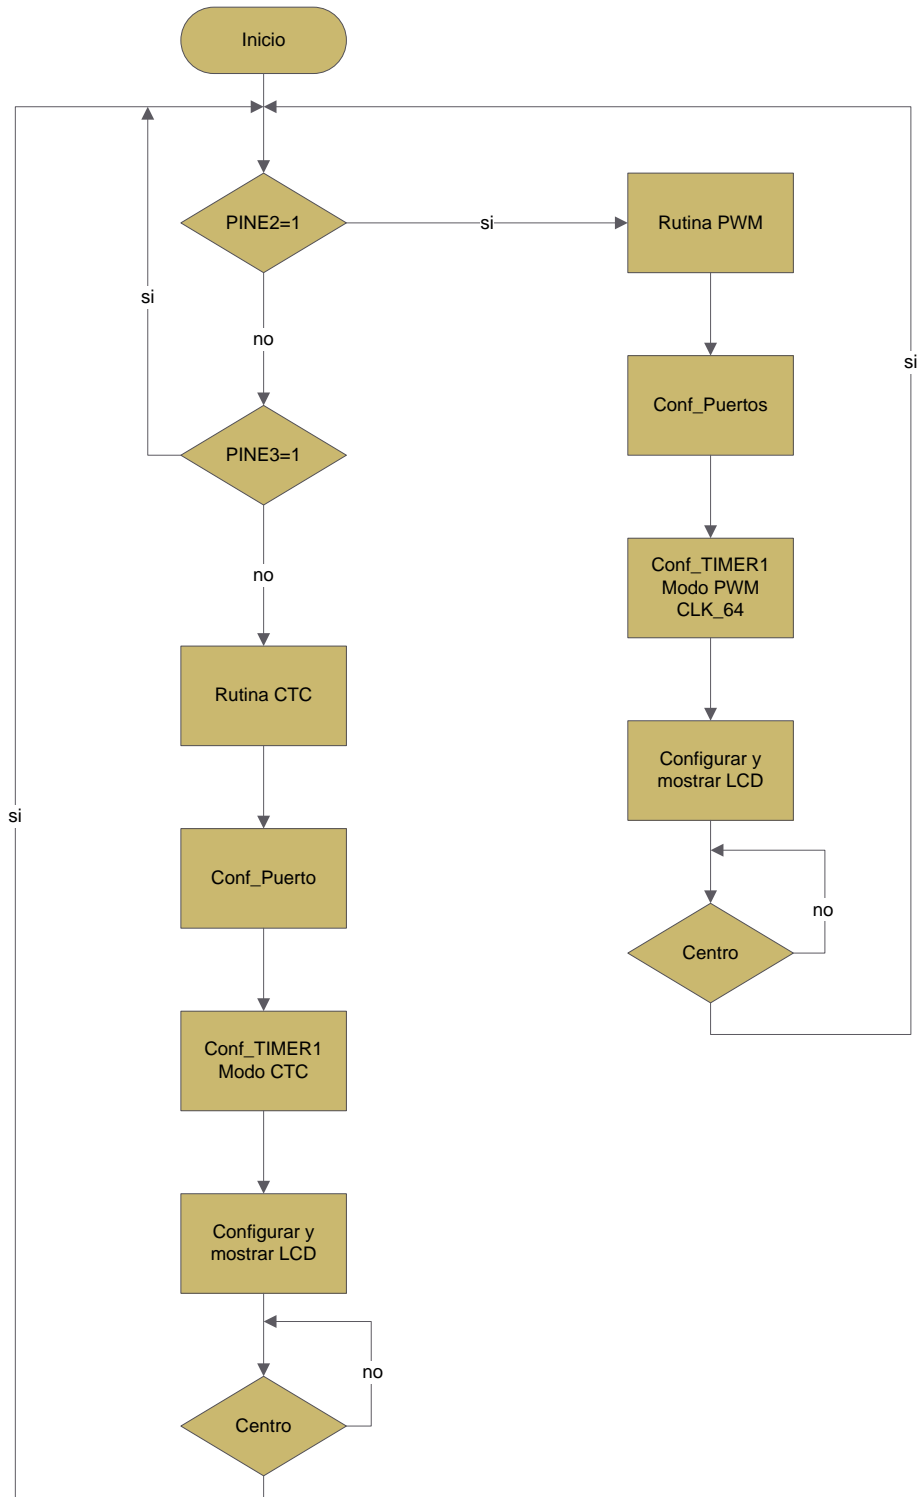 Inicio
PINE2=1
si
Rutina PWM
si
no
si
Conf_Puertos
PINE3=1
no
Conf_TIMER1
Modo PWM
CLK_64
Rutina CTC
Configurar y
mostrar LCD
si
Conf_Puerto
no
Centro
Conf_TIMER1
Modo CTC
Configurar y
mostrar LCD
no
Centro